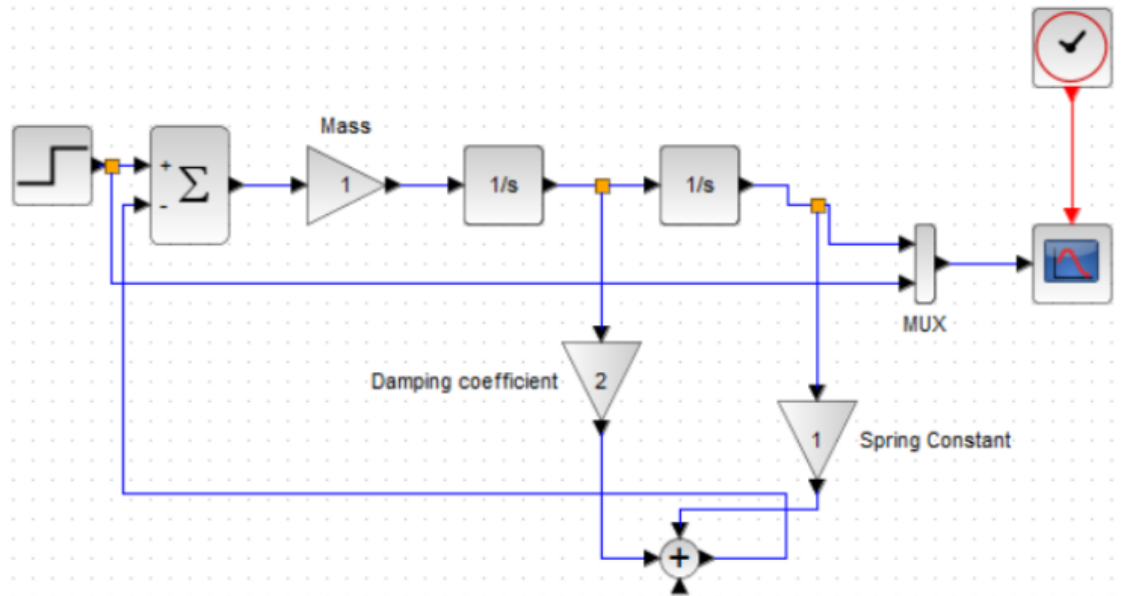 Mass
+
-
Σ
1
1/s
1/s
MUX
Damping coefficient
2
1
Spring Constant
+